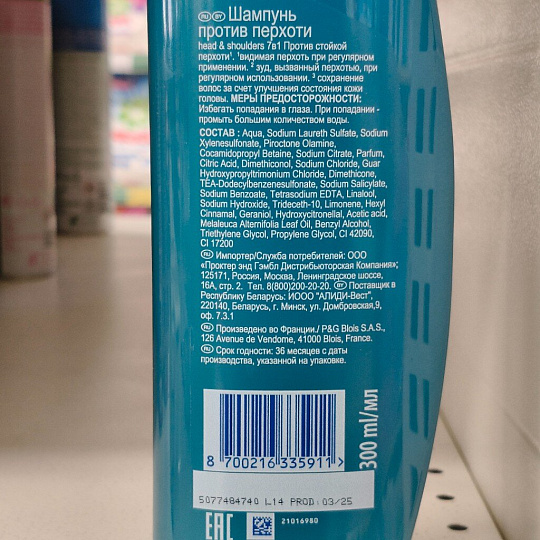 RU BY Шампунь
против перхоти
head & shoulders 7в1 Против стойкой
перхоти¹. ¹видимая перхоть при регулярном
применении. ² зуд, вызванный перхотью, при
регулярном использовании. ³ сохранение
волос за счет улучшения состояния кожи
головы. МЕРЫ ПРЕДОСТОРОЖНОСТИ:
Избегать попадания в глаза. При попадании -
промыть большим количеством воды.
СОСТАВ : Aqua, Sodium Laureth Sulfate, Sodium
Xylenesulfonate, Piroctone Olamine,
Cocamidopropyl Betaine, Sodium Citrate, Parfum,
Citric Acid, Dimethiconol, Sodium Chloride, Guar
Hydroxypropyltrimonium Chloride, Dimethicone,
TEA-Dodecylbenzenesulfonate, Sodium Salicylate,
Sodium Benzoate, Tetrasodium EDTA, Linalool,
Sodium Hydroxide, Trideceth-10, Limonene, Hexyl
Cinnamal, Geraniol, Hydroxycitronellal, Acetic acid,
Melaleuca Alternifolia Leaf Oil, Benzyl Alcohol,
Triethylene Glycol, Propylene Glycol, CI 42090,
CI 17200
RU Импортер/Служба потребителей: ООО
«Проктер энд Гэмбл Дистрибьюторская Компания»;
125171, Россия, Москва, Ленинградское шоссе,
16А, стр. 2. Тел. 8(800)200-20-20. BY Поставщик в
Республику Беларусь: ИООО "АЛИДИ-Вест",
220140, Беларусь, г. Минск, ул. Домбровская,9,
оф. 7.3.1
RU Произведено во Франции./ P&G Blois S.A.S.,
126 Avenue de Vendome, 41000 Blois, France.
RU Срок годности: 36 месяцев с даты
производства, указанной на упаковке.
8 700216 335911 >
300 ml/мл
5077484740 L14 PROD:03/25
EAC
21016980